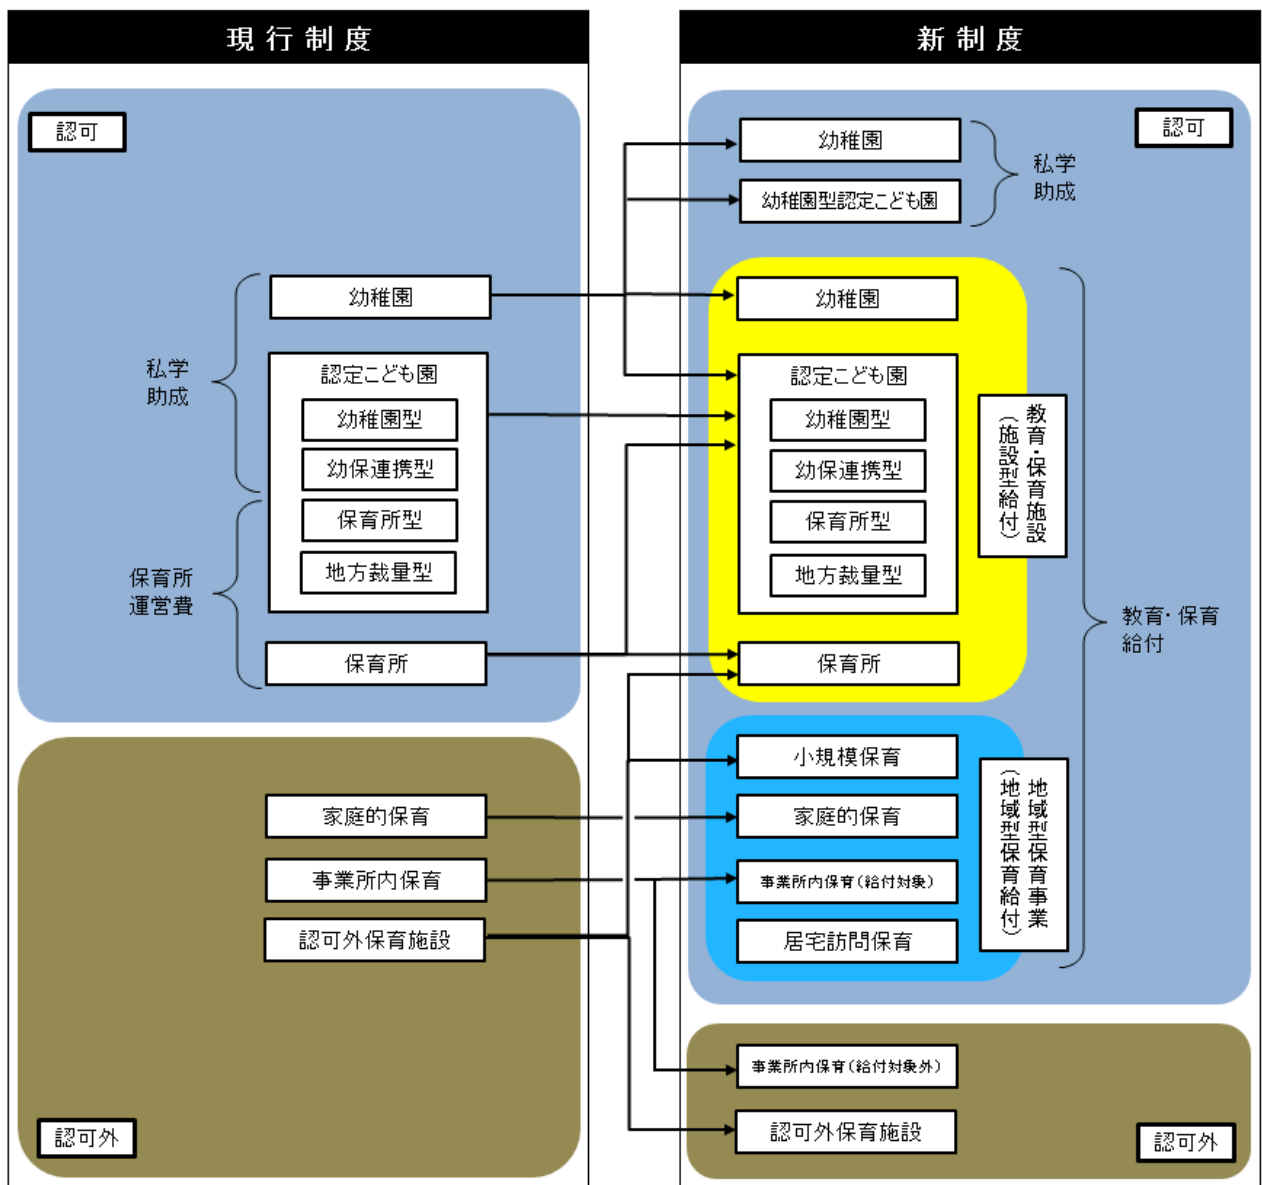 現行制度
認可
幼稚園
私学
助成
認定こども園
幼稚園型
幼保連携型
保育所型
地方裁量型
保育所
運営費
保育所
家庭的保育
事業所内保育
認可外保育施設
認可外
新制度
認可
幼稚園
幼稚園型認定こども園
私学
助成
幼稚園
認定こども園
幼稚園型
幼保連携型
保育所型
地方裁量型
保育所
教育・保育施設
（施設型給付）
教育・保育
給付
小規模保育
家庭的保育
事業所内保育（給付対象）
居宅訪問保育
地域型保育事業
（地域型保育給付）
事業所内保育（給付対象外）
認可外保育施設
認可外